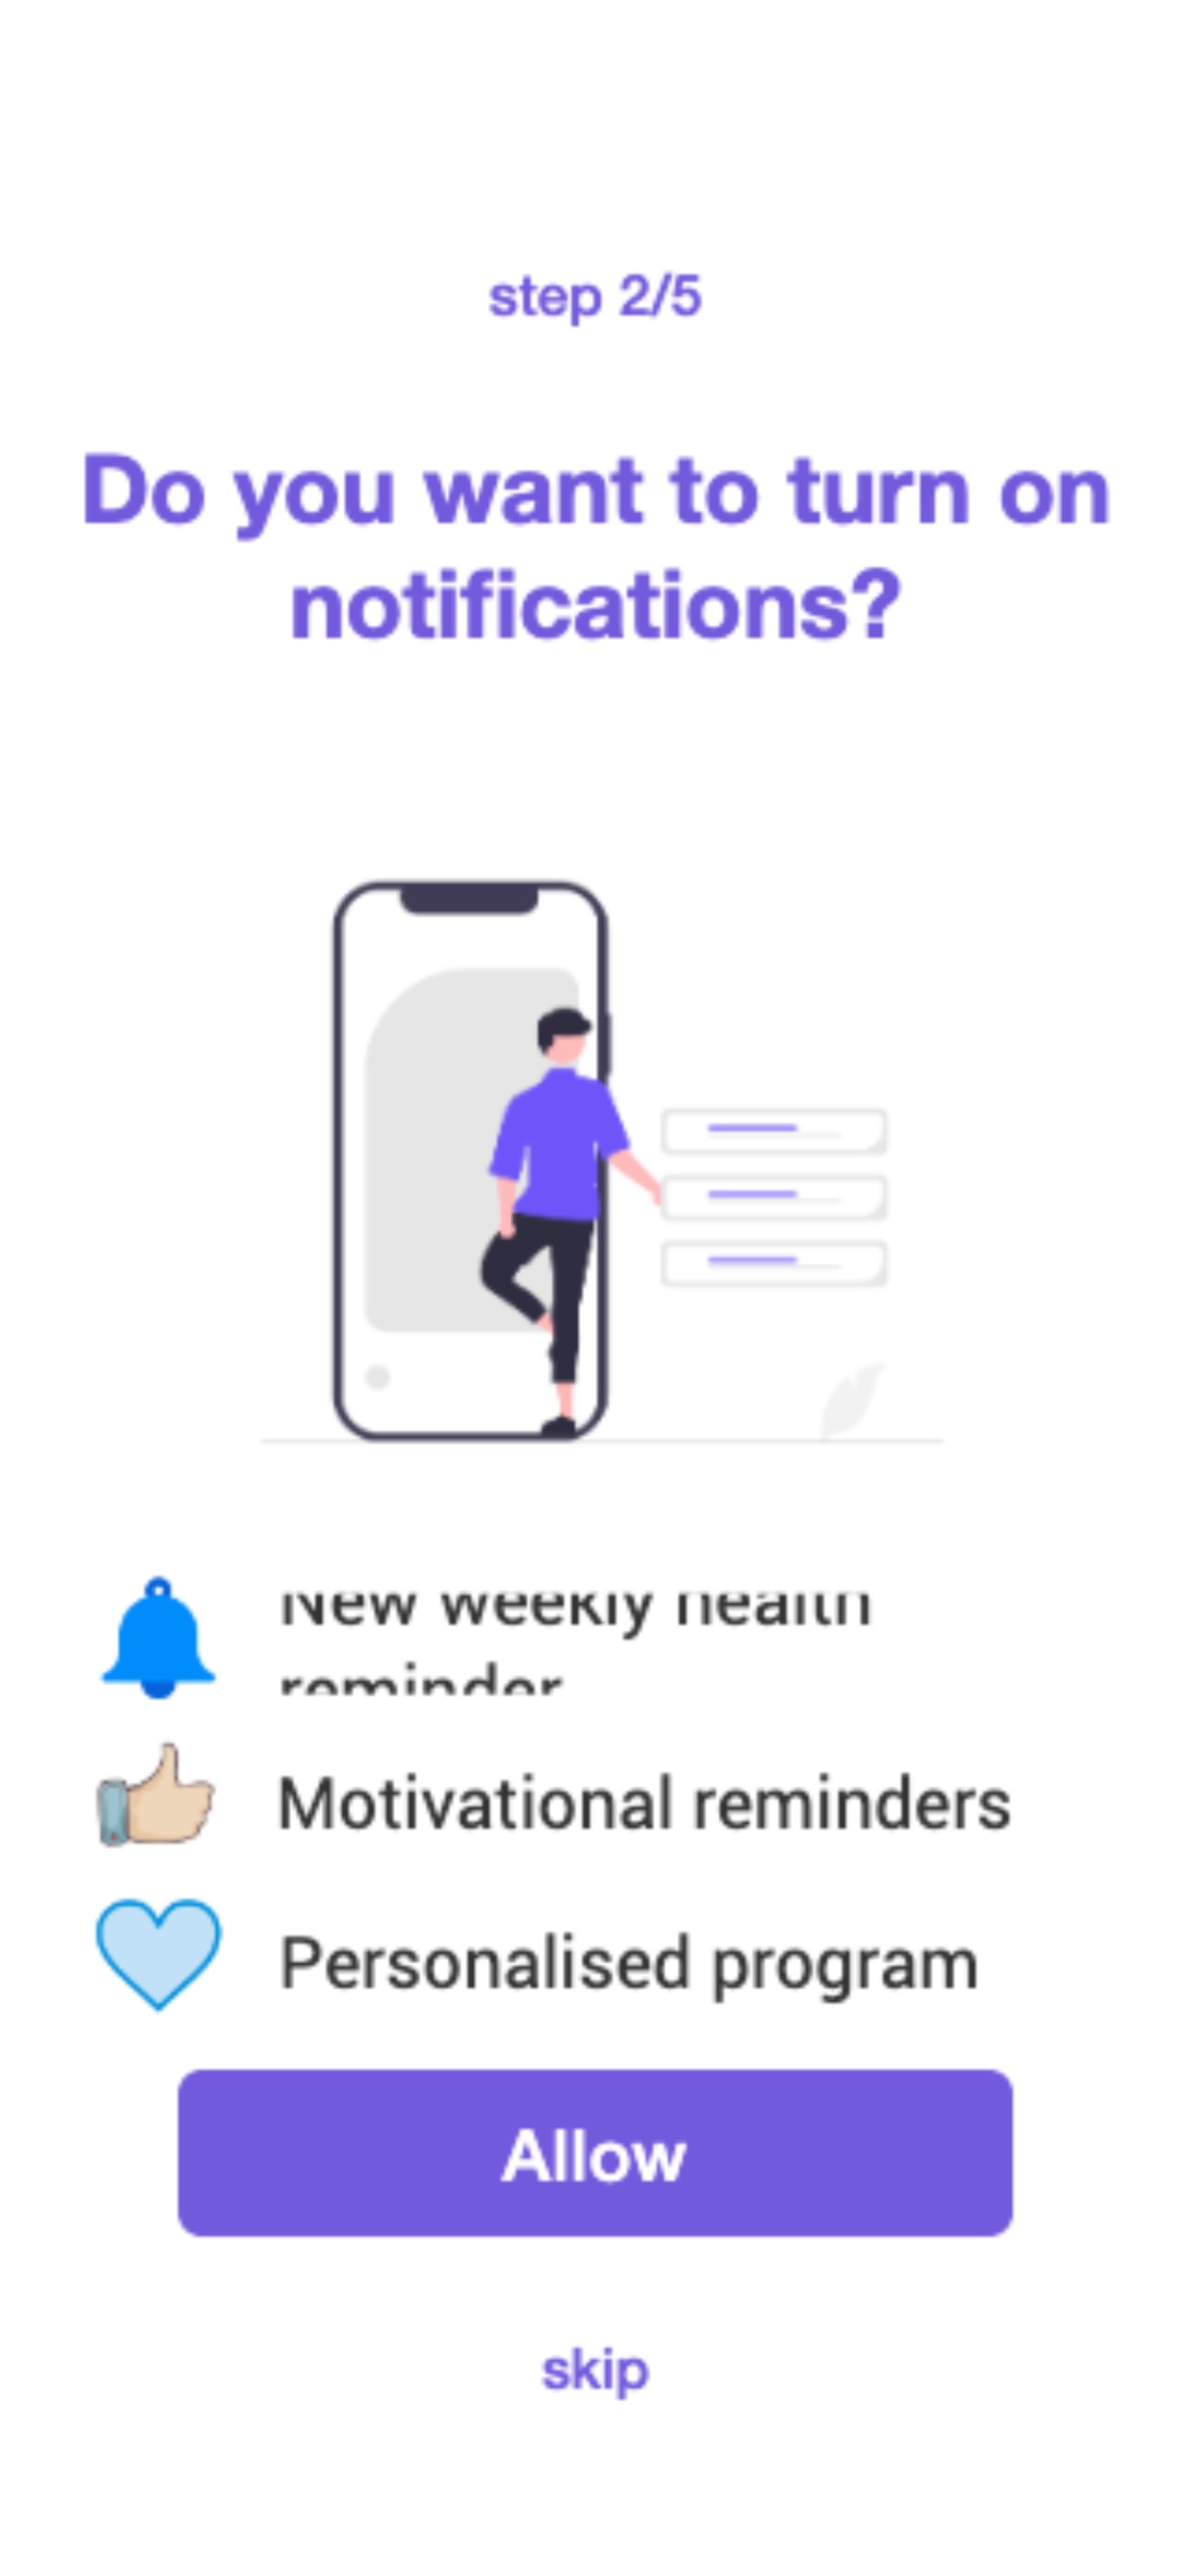 step 2/5
Do you want to turn on
notifications?
New weekly health
reminder
Motivational reminders
Personalised program
Allow
skip